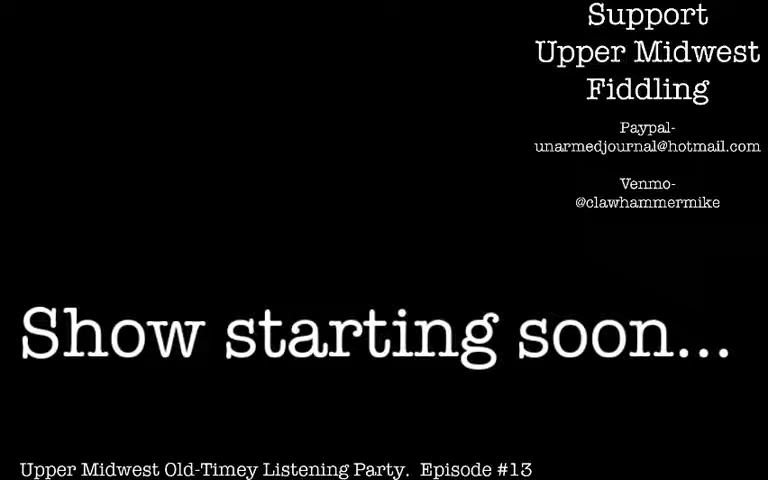 Support
Upper Midwest
Fiddling
Paypal-
unarmedjournal@hotmail.com
Venmo-
@clawhammermike
Show starting soon...
Upper Midwest Old-Timey Listening Party.  Episode #13